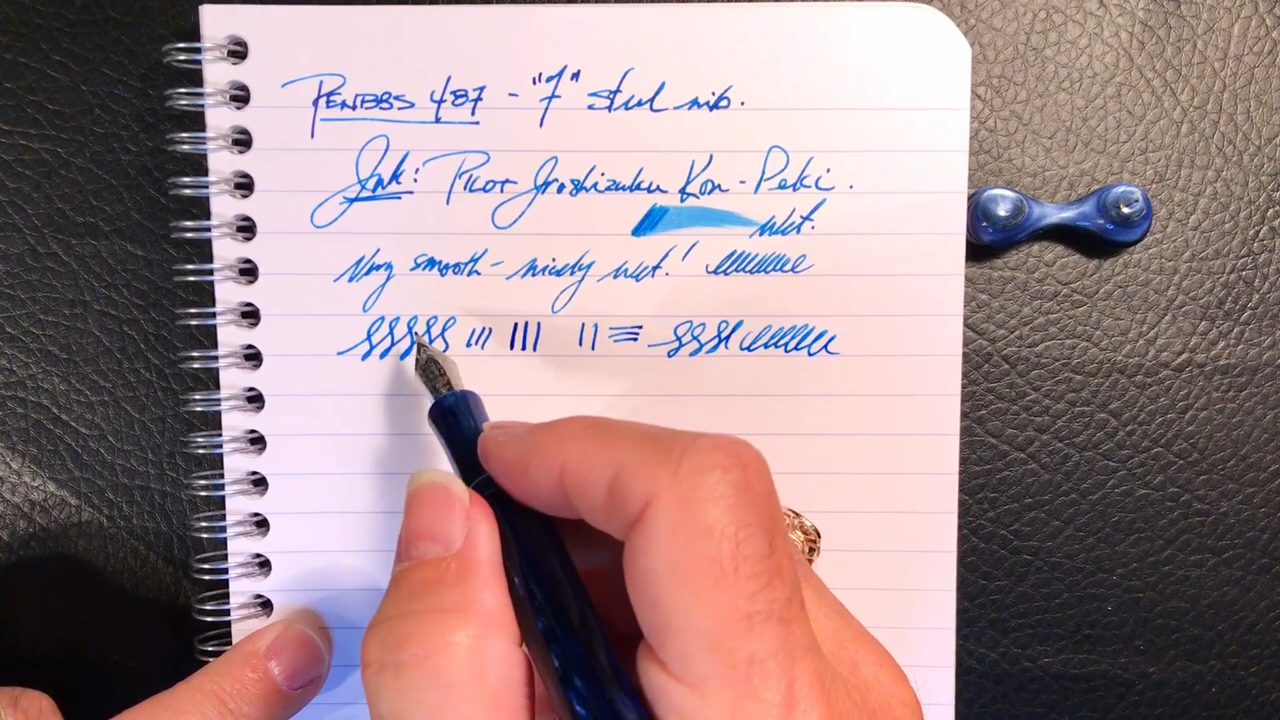 PENBBS 487 - "F" steel nib.
Ink: PILOT Iroshizuku Kon-Peki.
wet.
Very smooth - nicely wet!